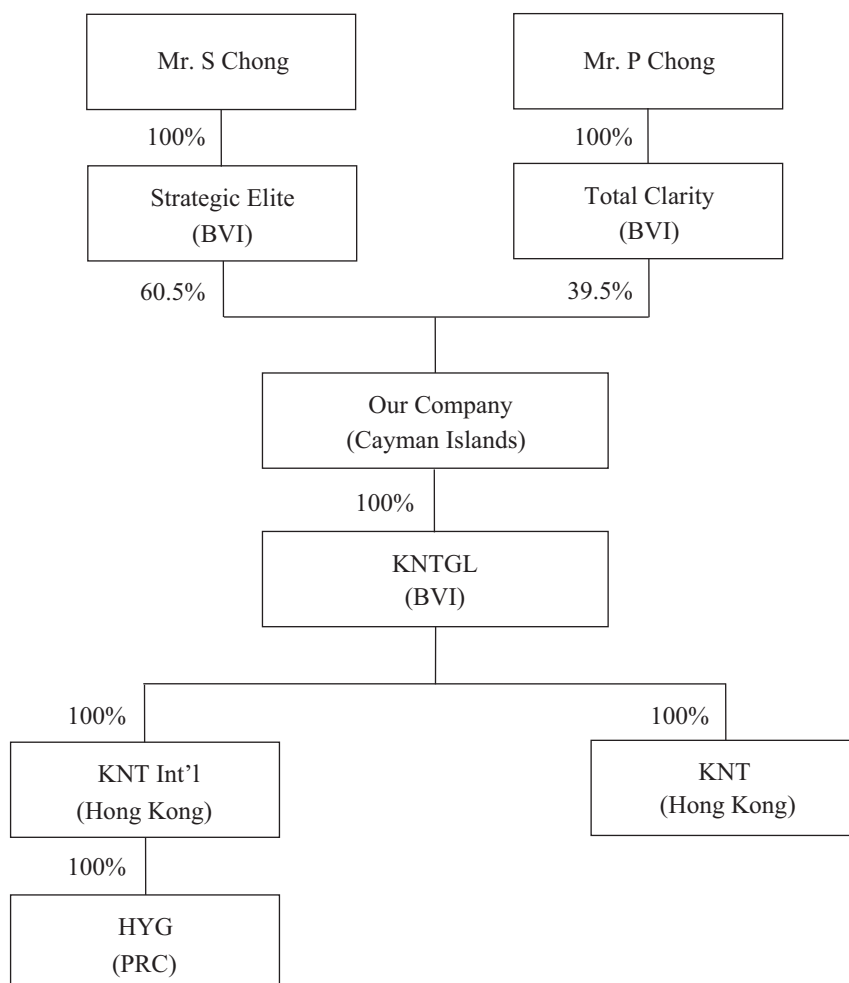 Mr. S Chong
Mr. P Chong
100%
100%
Strategic Elite
(BVI)
Total Clarity
(BVI)
60.5%
39.5%
Our Company
(Cayman Islands)
100%
KNTGL
(BVI)
100%
100%
KNT Int’l
(Hong Kong)
KNT
(Hong Kong)
100%
HYG
(PRC)